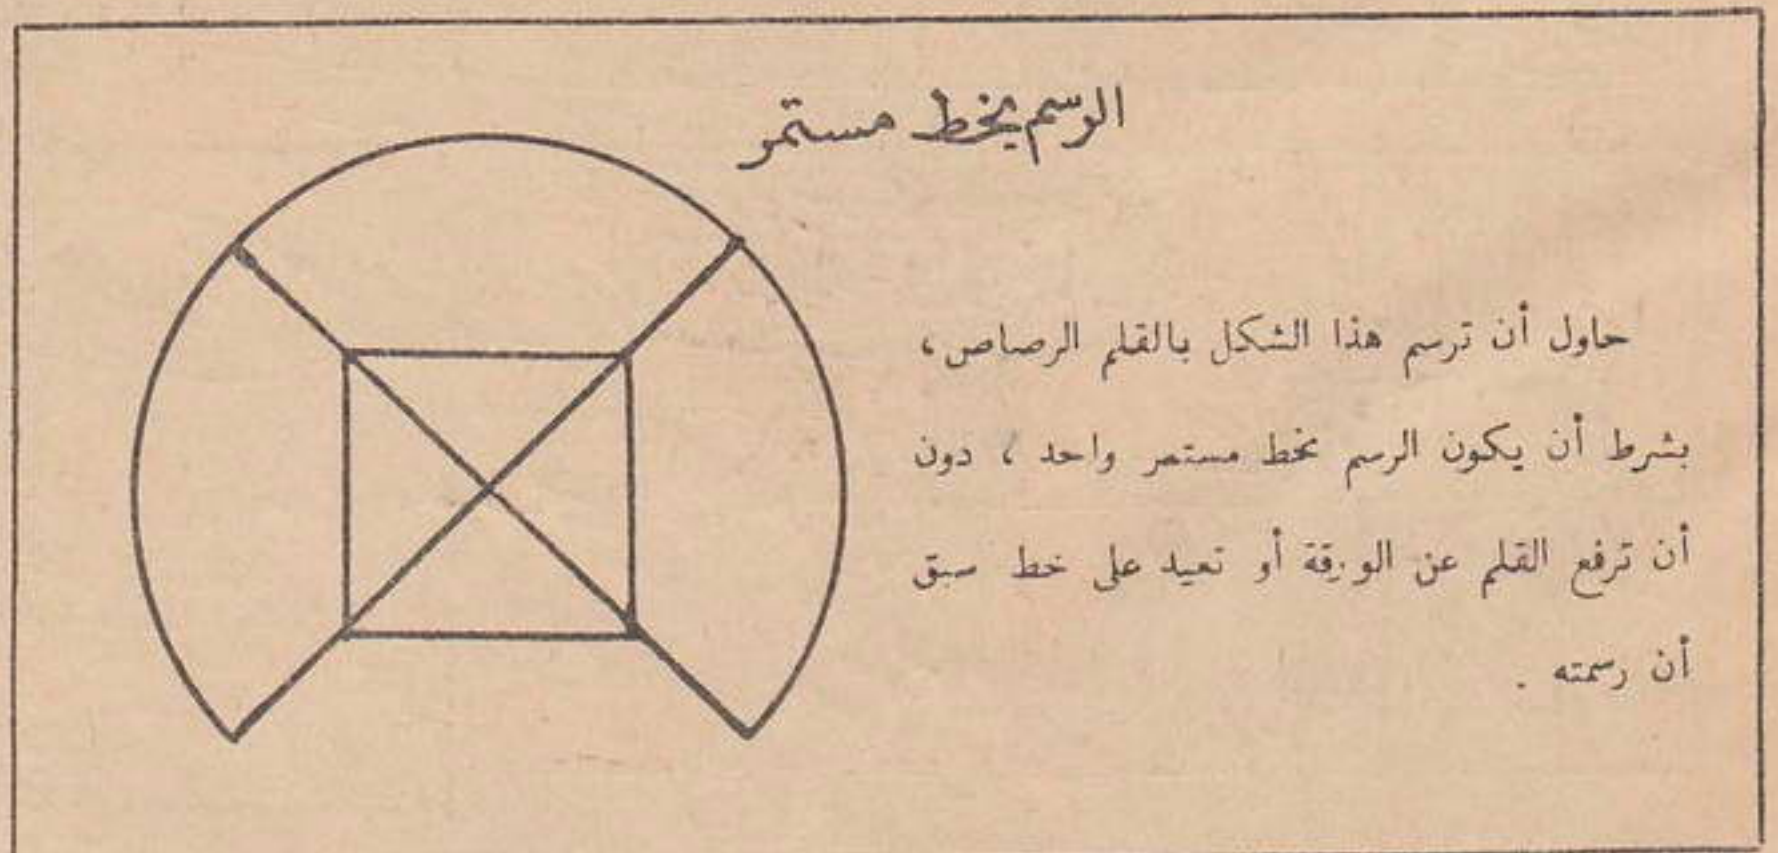 الرسم بخط مستمر
حاول أن ترسم هذا الشكل بالقلم الرصاص ،
بشرط أن يكون الرسم بخط مستمر واحد ، دون
أن ترفع القلم عن الورقة أو تعيد على خط سبق
أن رسمته .